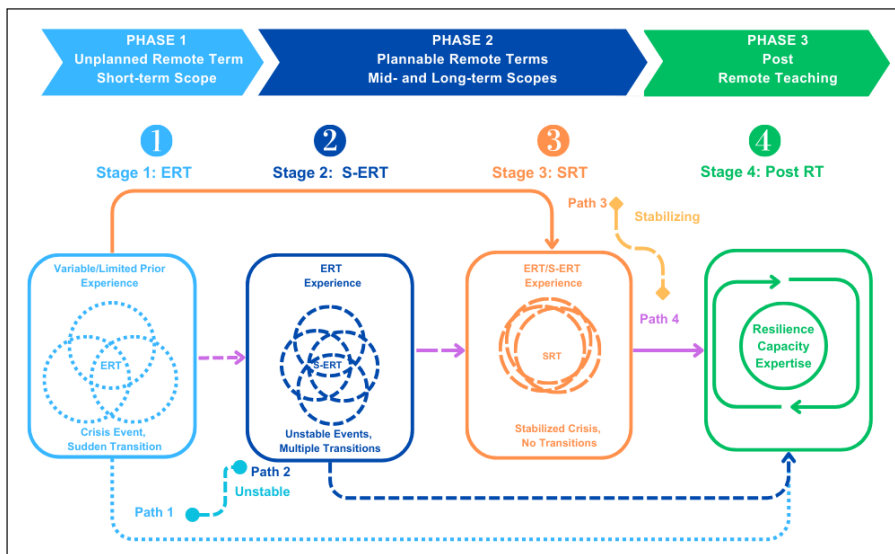 PHASE 1
Unplanned Remote Term
Short-term Scope
PHASE 2
Plannable Remote Terms
Mid- and Long-term Scopes
PHASE 3
Post
Remote Teaching
1
Stage 1: ERT
2
Stage 2: S-ERT
3
Stage 3: SRT
4
Stage 4: Post RT
Path 3
Stabilizing
Path 4
Variable/Limited Prior
Experience
ERT
Crisis Event,
Sudden Transition
ERT
Experience
S-ERT
Unstable Events,
Multiple Transitions
ERT/S-ERT
Experience
SRT
Stabilized Crisis,
No Transitions
Resilience
Capacity
Expertise
Path 1
Path 2
Unstable